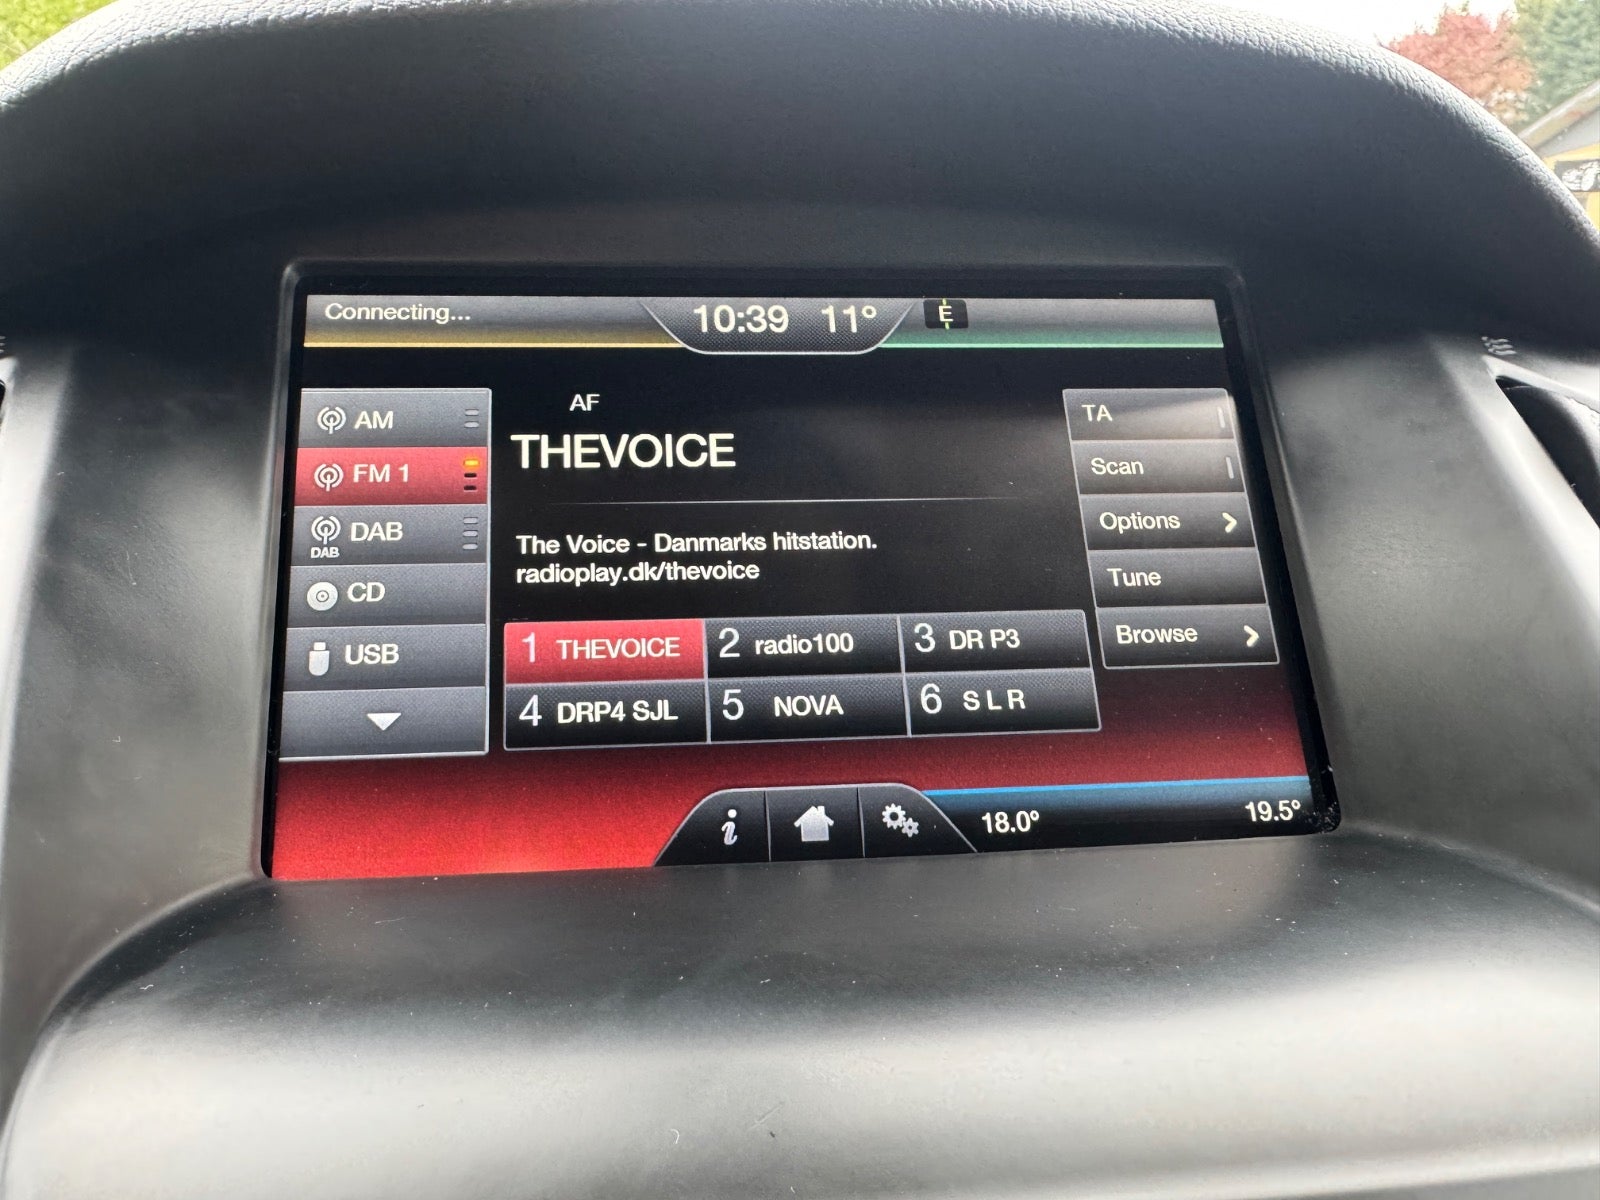 Connecting...
10:39 11° E
AM
FM 1
DAB
DAB
CD
USB
AF
THEVOICE
The Voice - Danmarks hitstation.
radioplay.dk/thevoice
1 THEVOICE
2 radio100
3 DR P3
4 DRP4 SJL
5 NOVA
6 S L R
TA
Scan
Options
Tune
Browse
i
18.0° 19.5°